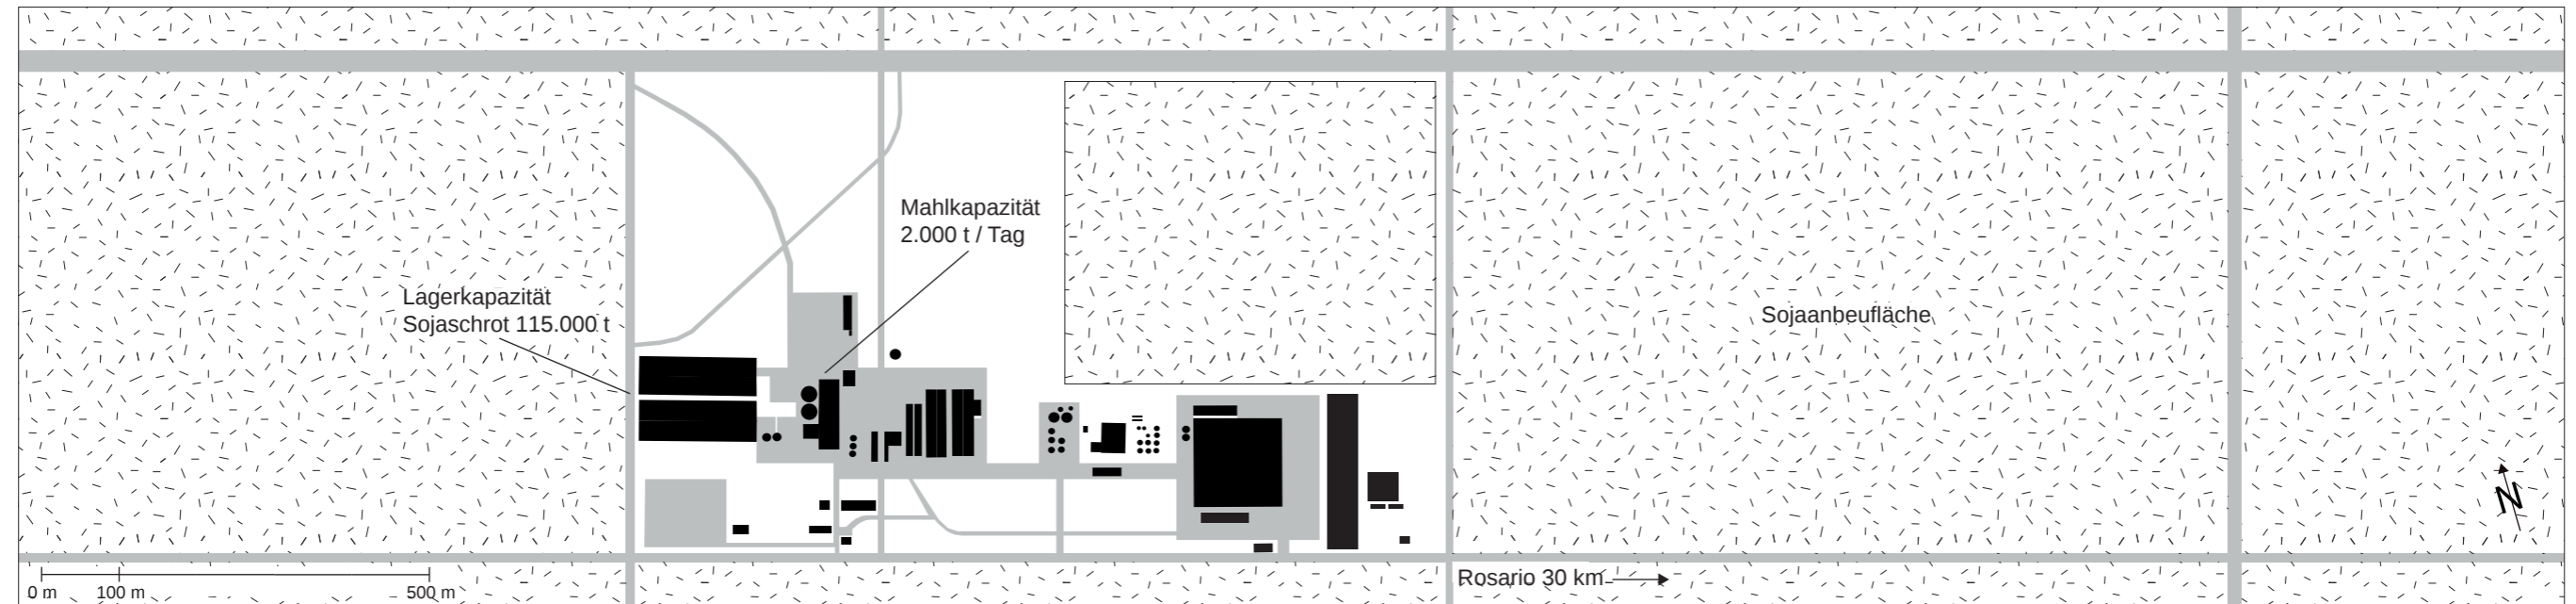 Mahlkapazität
2.000 t / Tag
Lagerkapazität
Sojaschrot 115.000 t
Sojaanbeufläche
N
Rosario 30 km
0 m 100 m 500 m